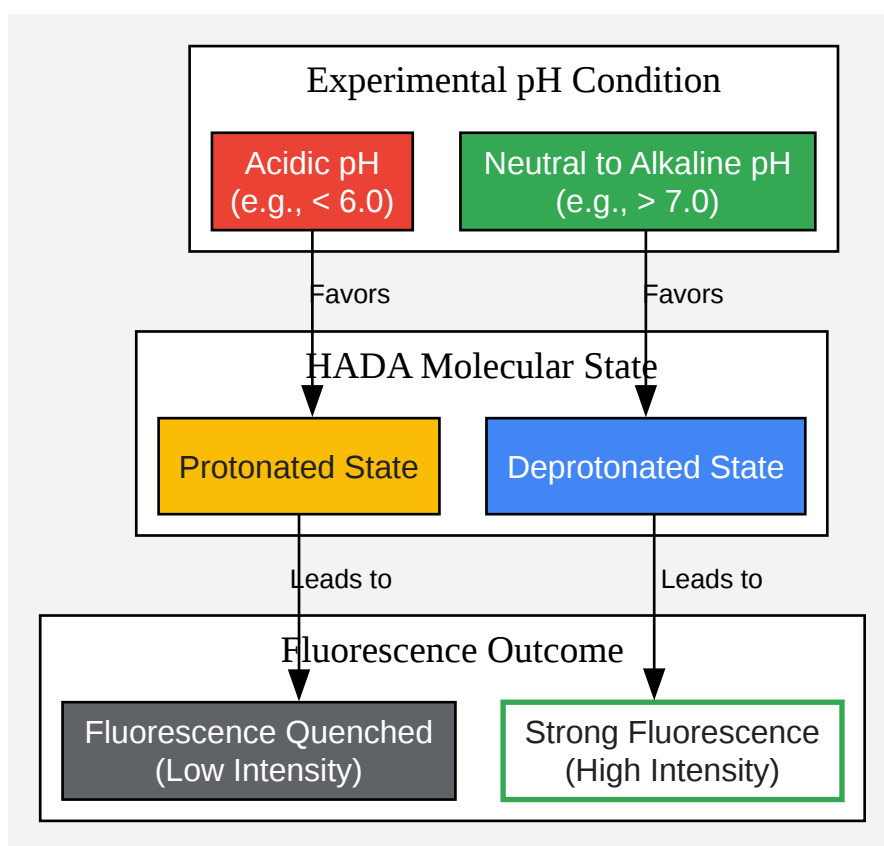 Experimental pH Condition
Acidic pH
(e.g., < 6.0)
Neutral to Alkaline pH
(e.g., > 7.0)
Favors
Favors
HADA Molecular State
Protonated State
Deprotonated State
Leads to
Leads to
Fluorescence Outcome
Fluorescence Quenched
(Low Intensity)
Strong Fluorescence
(High Intensity)